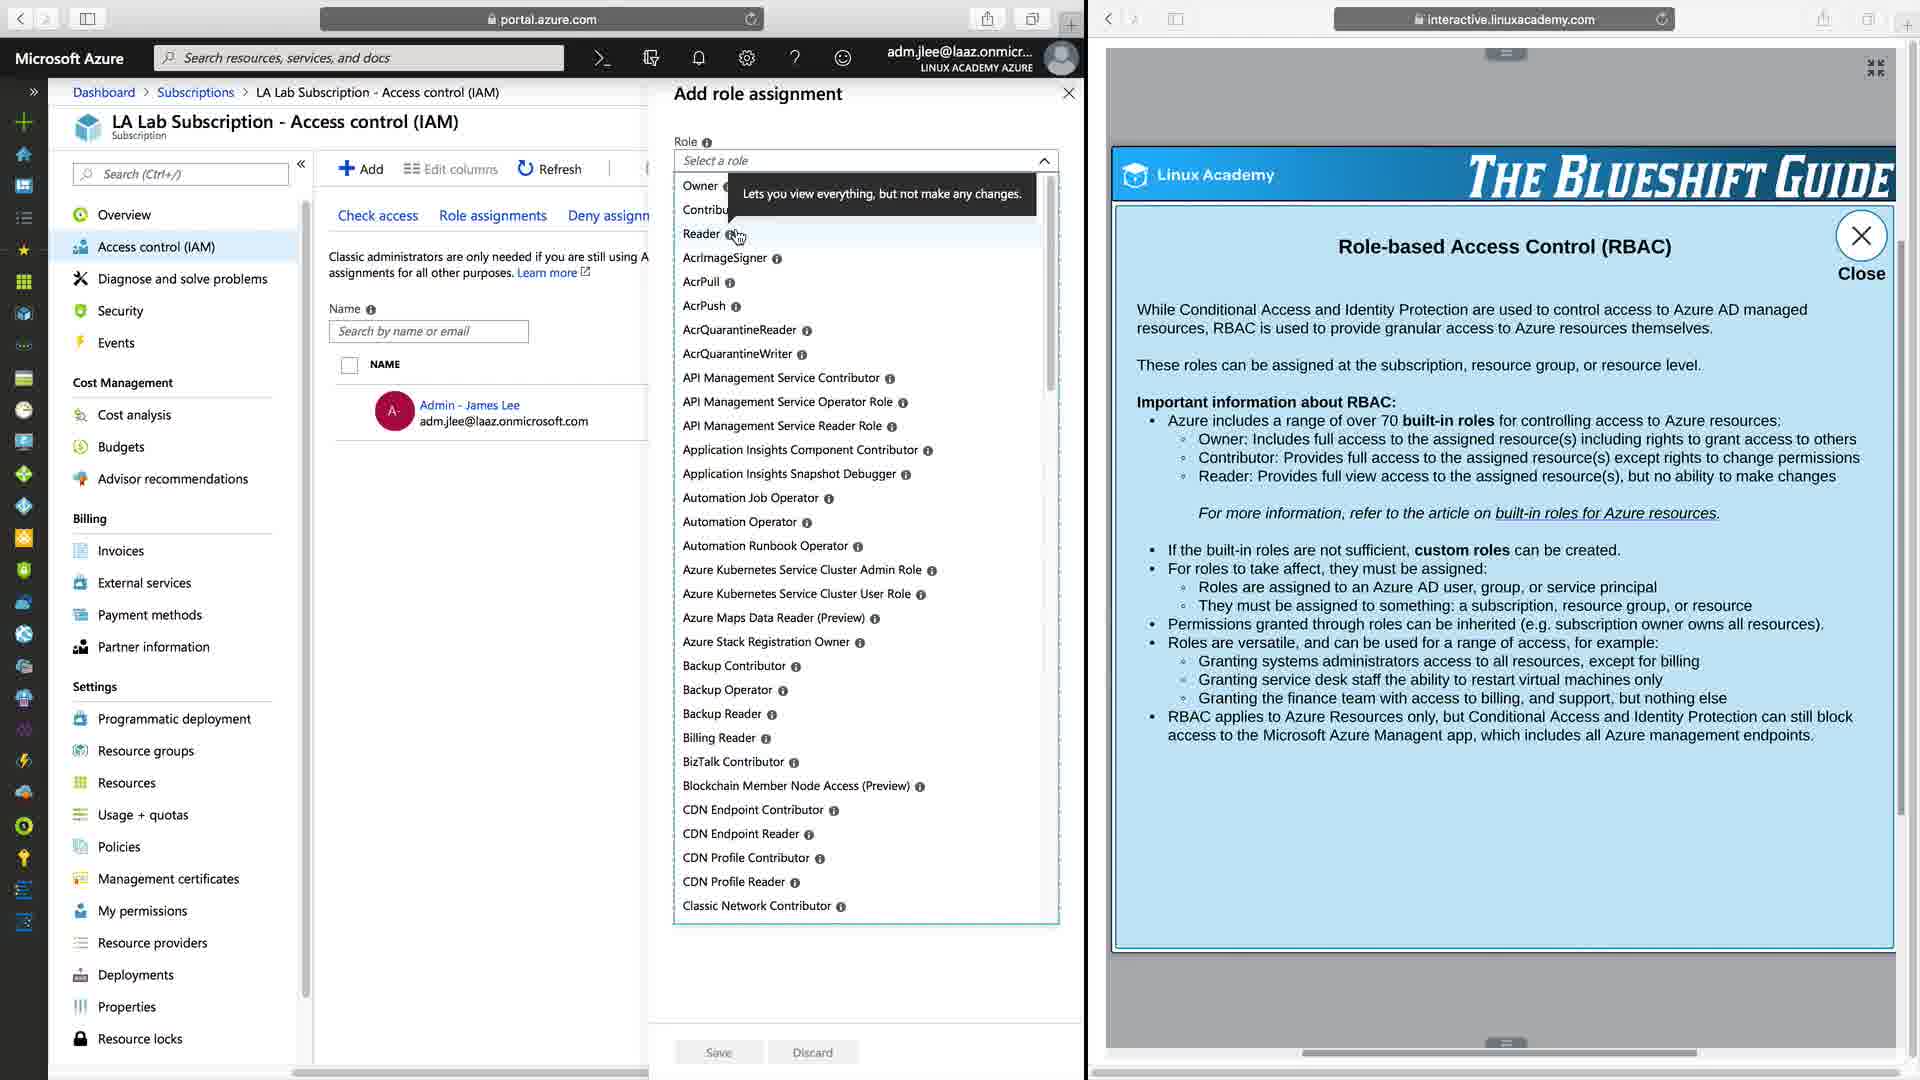 portal.azure.com
Microsoft Azure
Search resources, services, and docs
adm.jlee@laaz.onmicr...
LINUX ACADEMY AZURE
Dashboard > Subscriptions > LA Lab Subscription - Access control (IAM)
LA Lab Subscription - Access control (IAM)
Subscription
Search (Ctrl+/)
Overview
Access control (IAM)
Diagnose and solve problems
Security
Events
Cost Management
Cost analysis
Budgets
Advisor recommendations
Billing
Invoices
External services
Payment methods
Partner information
Settings
Programmatic deployment
Resource groups
Resources
Usage + quotas
Policies
Management certificates
My permissions
Resource providers
Deployments
Properties
Resource locks
Add
Edit columns
Refresh
Check access
Role assignments
Deny assignn
Classic administrators are only needed if you are still using A
assignments for all other purposes. Learn more
Name
Search by name or email
NAME
A-
Admin - James Lee
adm.jlee@laaz.onmicrosoft.com
Add role assignment
Role
Select a role
Lets you view everything, but not make any changes.
Owner
Contribu
Reader
AcrImageSigner
AcrPull
AcrPush
AcrQuarantineReader
AcrQuarantineWriter
API Management Service Contributor
API Management Service Operator Role
API Management Service Reader Role
Application Insights Component Contributor
Application Insights Snapshot Debugger
Automation Job Operator
Automation Operator
Automation Runbook Operator
Azure Kubernetes Service Cluster Admin Role
Azure Kubernetes Service Cluster User Role
Azure Maps Data Reader (Preview)
Azure Stack Registration Owner
Backup Contributor
Backup Operator
Backup Reader
Billing Reader
BizTalk Contributor
Blockchain Member Node Access (Preview)
CDN Endpoint Contributor
CDN Endpoint Reader
CDN Profile Contributor
CDN Profile Reader
Classic Network Contributor
Save
Discard
interactive.linuxacademy.com
Linux Academy
THE BLUESHIFT GUIDE
Role-based Access Control (RBAC)
Close
While Conditional Access and Identity Protection are used to control access to Azure AD managed
resources, RBAC is used to provide granular access to Azure resources themselves.
These roles can be assigned at the subscription, resource group, or resource level.
Important information about RBAC:
• Azure includes a range of over 70 built-in roles for controlling access to Azure resources:
◦ Owner: Includes full access to the assigned resource(s) including rights to grant access to others
◦ Contributor: Provides full access to the assigned resource(s) except rights to change permissions
◦ Reader: Provides full view access to the assigned resource(s), but no ability to make changes
For more information, refer to the article on built-in roles for Azure resources.
• If the built-in roles are not sufficient, custom roles can be created.
• For roles to take affect, they must be assigned:
◦ Roles are assigned to an Azure AD user, group, or service principal
◦ They must be assigned to something: a subscription, resource group, or resource
• Permissions granted through roles can be inherited (e.g. subscription owner owns all resources).
• Roles are versatile, and can be used for a range of access, for example:
◦ Granting systems administrators access to all resources, except for billing
◦ Granting service desk staff the ability to restart virtual machines only
◦ Granting the finance team with access to billing, and support, but nothing else
• RBAC applies to Azure Resources only, but Conditional Access and Identity Protection can still block
access to the Microsoft Azure Managent app, which includes all Azure management endpoints.